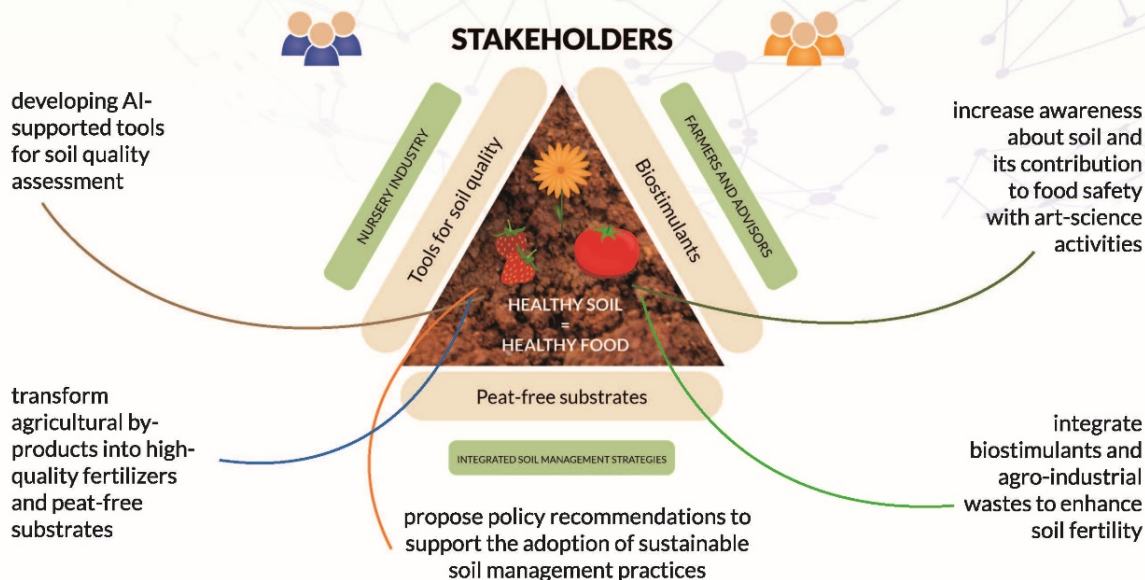 STAKEHOLDERS
developing AI-
supported tools
for soil quality
assessment
NURSERY INDUSTRY
Tools for soil quality
Biostimulants
FARMERS AND ADVISORS
increase awareness
about soil and
its contribution
to food safety
with art-science
activities
HEALTHY SOIL
=
HEALTHY FOOD
Peat-free substrates
INTEGRATED SOIL MANAGEMENT STRATEGIES
transform
agricultural by-
products into high-
quality fertilizers
and peat-free
substrates
propose policy recommendations to
support the adoption of sustainable
soil management practices
integrate
biostimulants and
agro-industrial
wastes to enhance
soil fertility